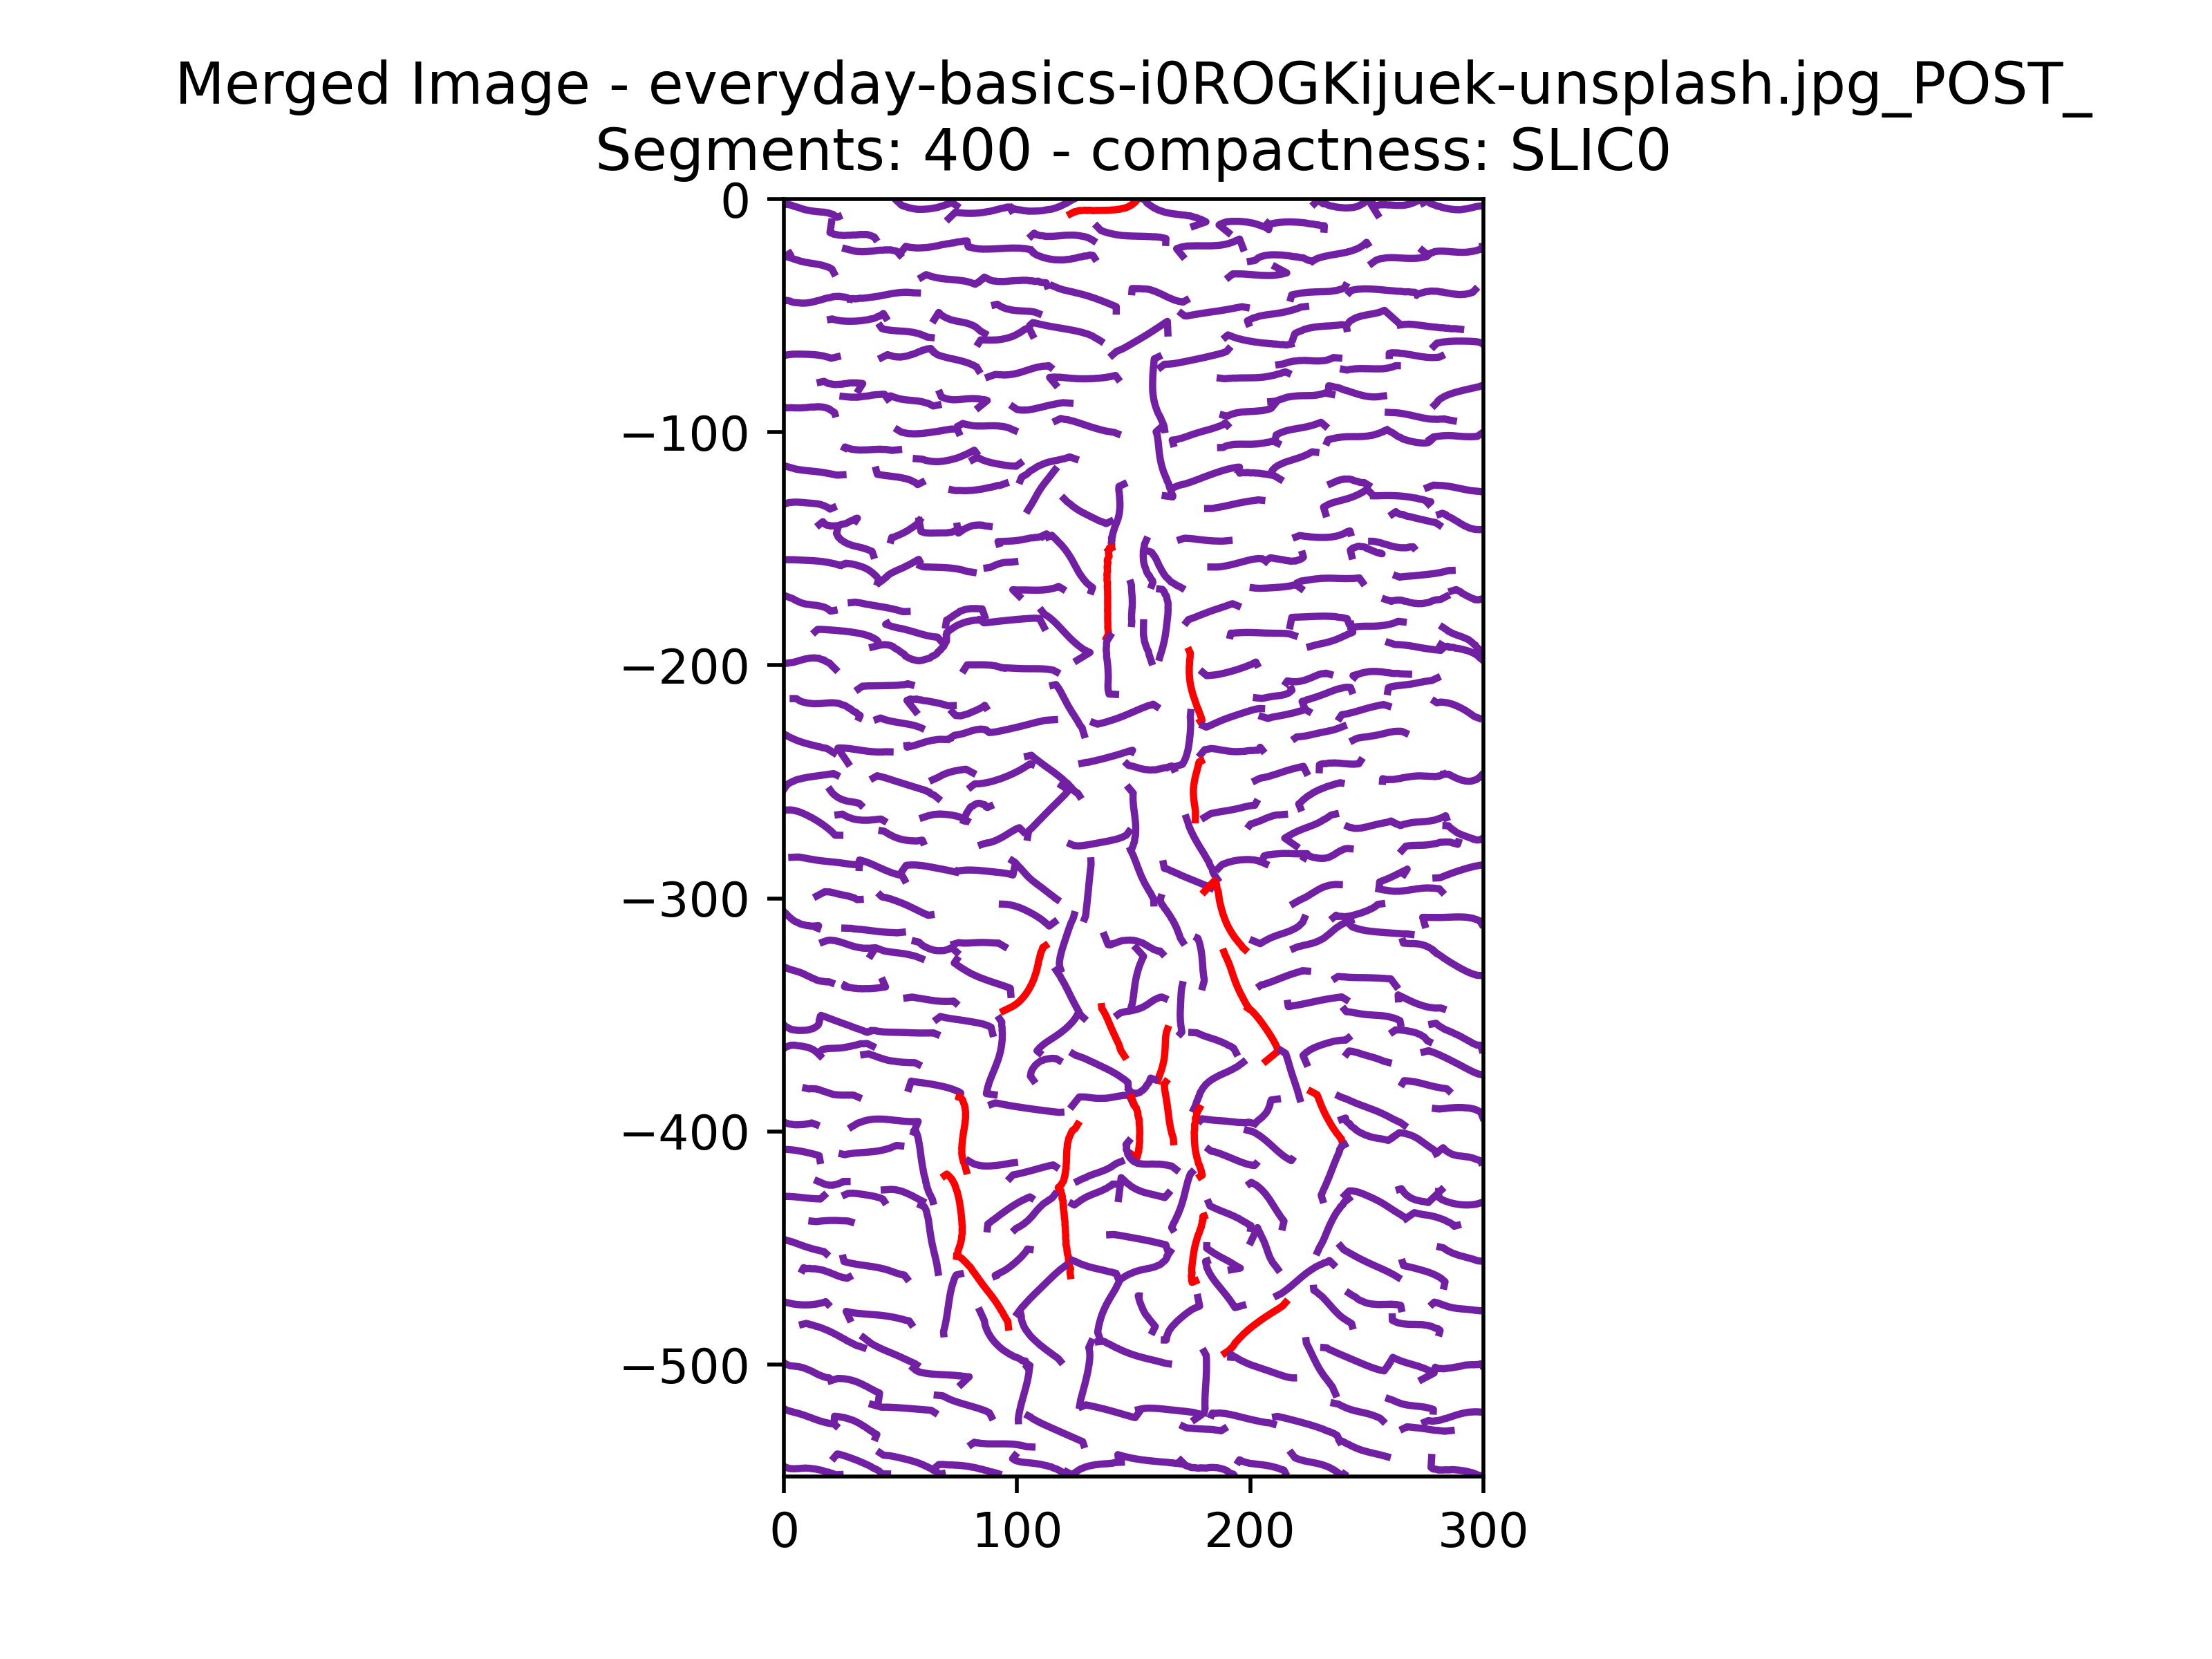 Merged Image - everyday-basics-i0ROGKijuek-unsplash.jpg_POST_
Segments: 400 - compactness: SLIC0
0
−100
−200
−300
−400
−500
0 100 200 300